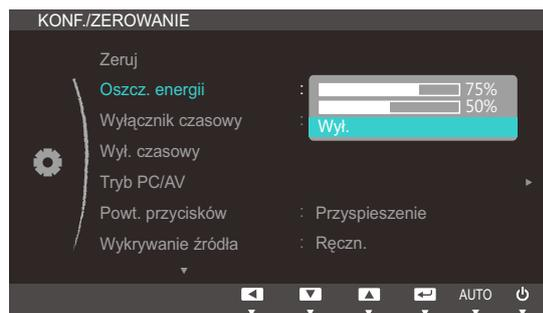 KONF./ZEROWANIE
Zeruj
Oszcz. energii : 75%
50%
Wyłącznik czasowy : Wył.
Wył. czasowy
Tryb PC/AV
Powt. przycisków : Przyspieszenie
Wykrywanie źródła : Ręczn.
AUTO